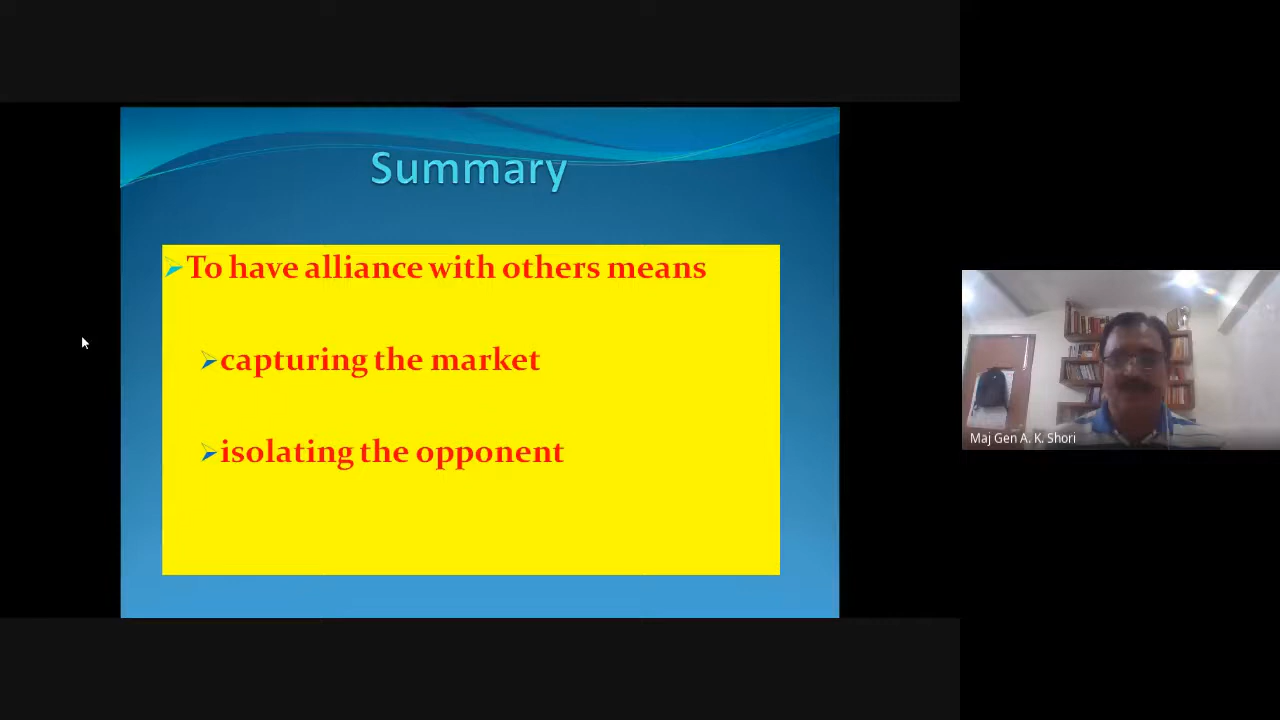 Summary
To have alliance with others means
capturing the market
isolating the opponent
Maj Gen A. K. Shori